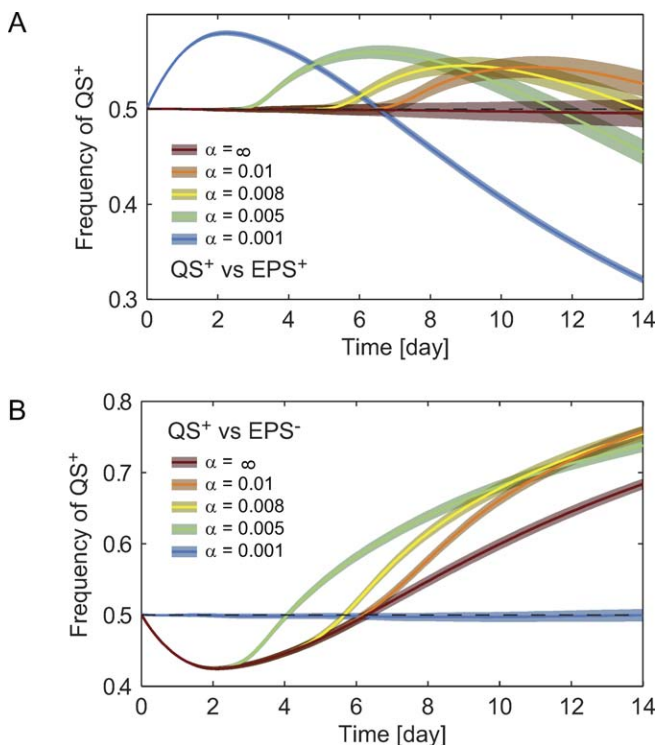 A
Frequency of QS⁺
0.5
0.4
0.3
α = ∞
α = 0.01
α = 0.008
α = 0.005
α = 0.001
QS⁺ vs EPS⁺
0 2 4 6 8 10 12 14
Time [day]
B
Frequency of QS⁺
0.8
0.7
0.6
0.5
0.4
QS⁺ vs EPS⁻
α = ∞
α = 0.01
α = 0.008
α = 0.005
α = 0.001
0 2 4 6 8 10 12 14
Time [day]